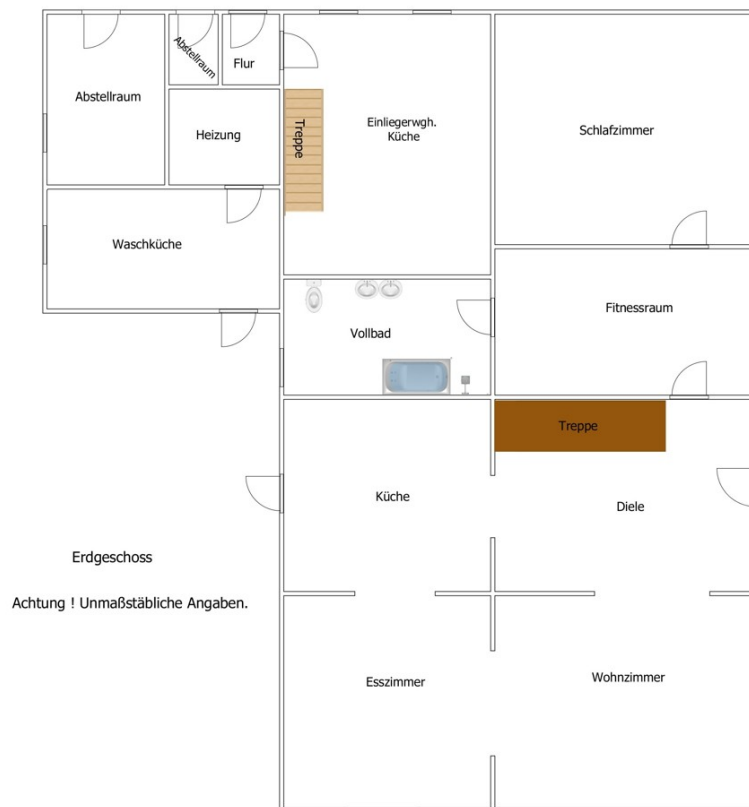 Abstellraum
Flur
Abstellraum
Heizung
Treppe
Einliegerwgh.
Küche
Schlafzimmer
Waschküche
Fitnessraum
Vollbad
Treppe
Küche
Diele
Erdgeschoss
Achtung ! Unmaßstäbliche Angaben.
Esszimmer
Wohnzimmer